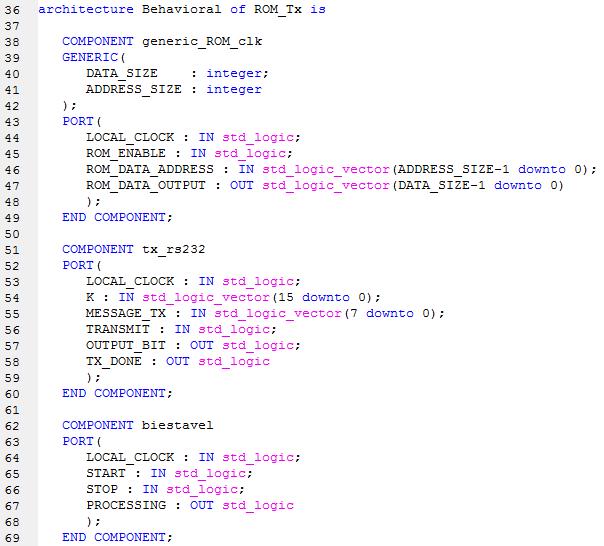 36 architecture Behavioral of ROM_Tx is
37
38 COMPONENT generic_ROM_clk
39 GENERIC(
40 DATA_SIZE : integer;
41 ADDRESS_SIZE : integer
42 );
43 PORT(
44 LOCAL_CLOCK : IN std_logic;
45 ROM_ENABLE : IN std_logic;
46 ROM_DATA_ADDRESS : IN std_logic_vector(ADDRESS_SIZE-1 downto 0);
47 ROM_DATA_OUTPUT : OUT std_logic_vector(DATA_SIZE-1 downto 0)
48 );
49 END COMPONENT;
50
51 COMPONENT tx_rs232
52 PORT(
53 LOCAL_CLOCK : IN std_logic;
54 K : IN std_logic_vector(15 downto 0);
55 MESSAGE_TX : IN std_logic_vector(7 downto 0);
56 TRANSMIT : IN std_logic;
57 OUTPUT_BIT : OUT std_logic;
58 TX_DONE : OUT std_logic
59 );
60 END COMPONENT;
61
62 COMPONENT biestavel
63 PORT(
64 LOCAL_CLOCK : IN std_logic;
65 START : IN std_logic;
66 STOP : IN std_logic;
67 PROCESSING : OUT std_logic
68 );
69 END COMPONENT;